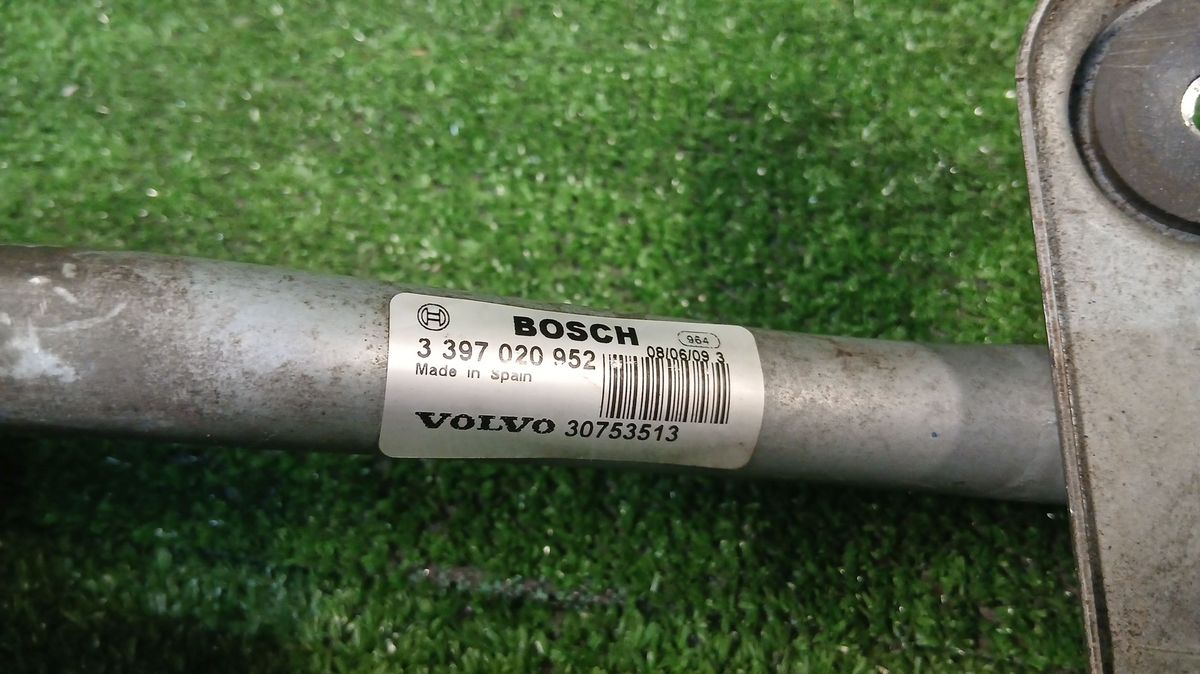 BOSCH 964
3 397 020 952 08/06/09 3
Made in Spain
VOLVO 30753513